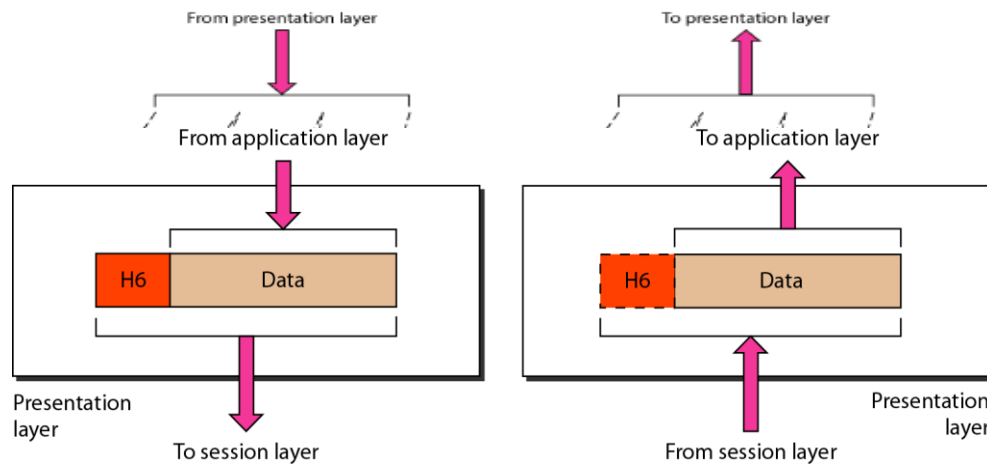 From presentation layer
To presentation layer
From application layer
To application layer
H6
Data
H6
Data
Presentation
layer
Presentation
layer
To session layer
From session layer